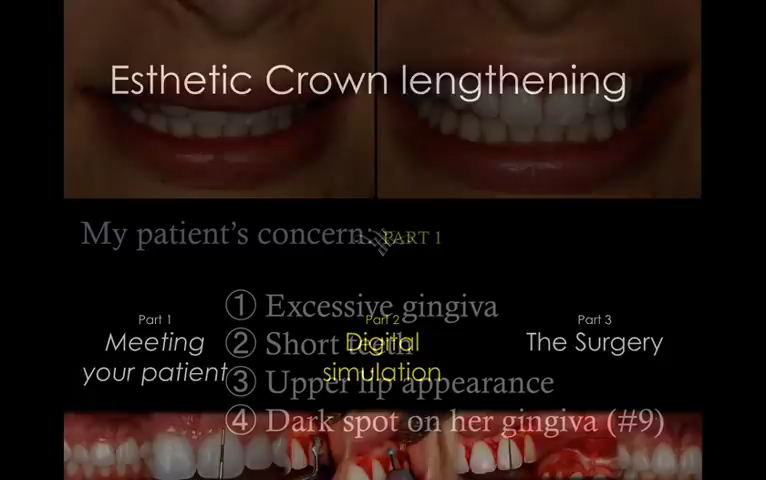 Esthetic Crown lengthening
My patient's concern: PART 1
① Excessive gingiva
Part 1
Part 2
Part 3
Meeting
② Short teeth
Digital
The Surgery
your patient
③ Upper lip appearance
simulation
④ Dark spot on her gingiva (#9)